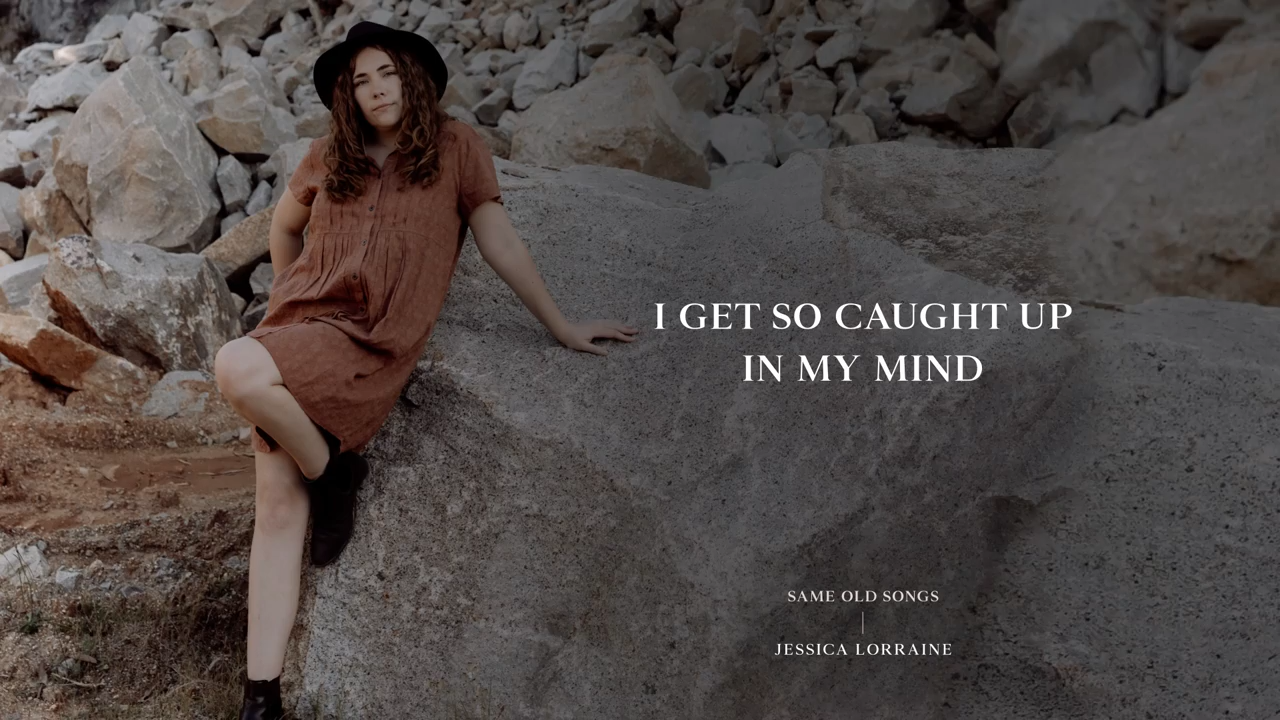 I GET SO CAUGHT UP
IN MY MIND
SAME OLD SONGS
JESSICA LORRAINE